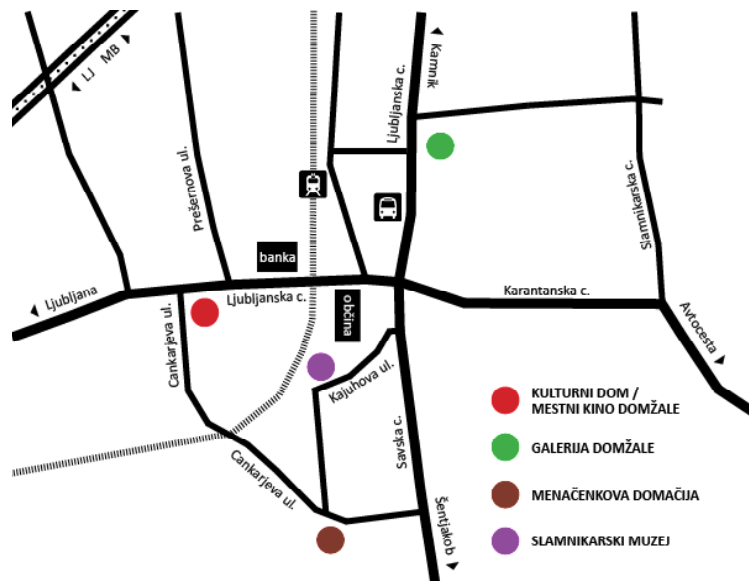 LJ MB
Kamnik
Ljubljanska c.
Prešernova ul.
Slamnikarska c.
banka
Ljubljana
Ljubljanska c.
občina
Karantanska c.
Cankarjeva ul.
Kajuhova ul.
Avtocesta
Savska c.
Cankarjeva ul.
Šentjakob
KULTURNI DOM /
MESTNI KINO DOMŽALE
GALERIJA DOMŽALE
MENAČENKOVA DOMAČIJA
SLAMNIKARSKI MUZEJ